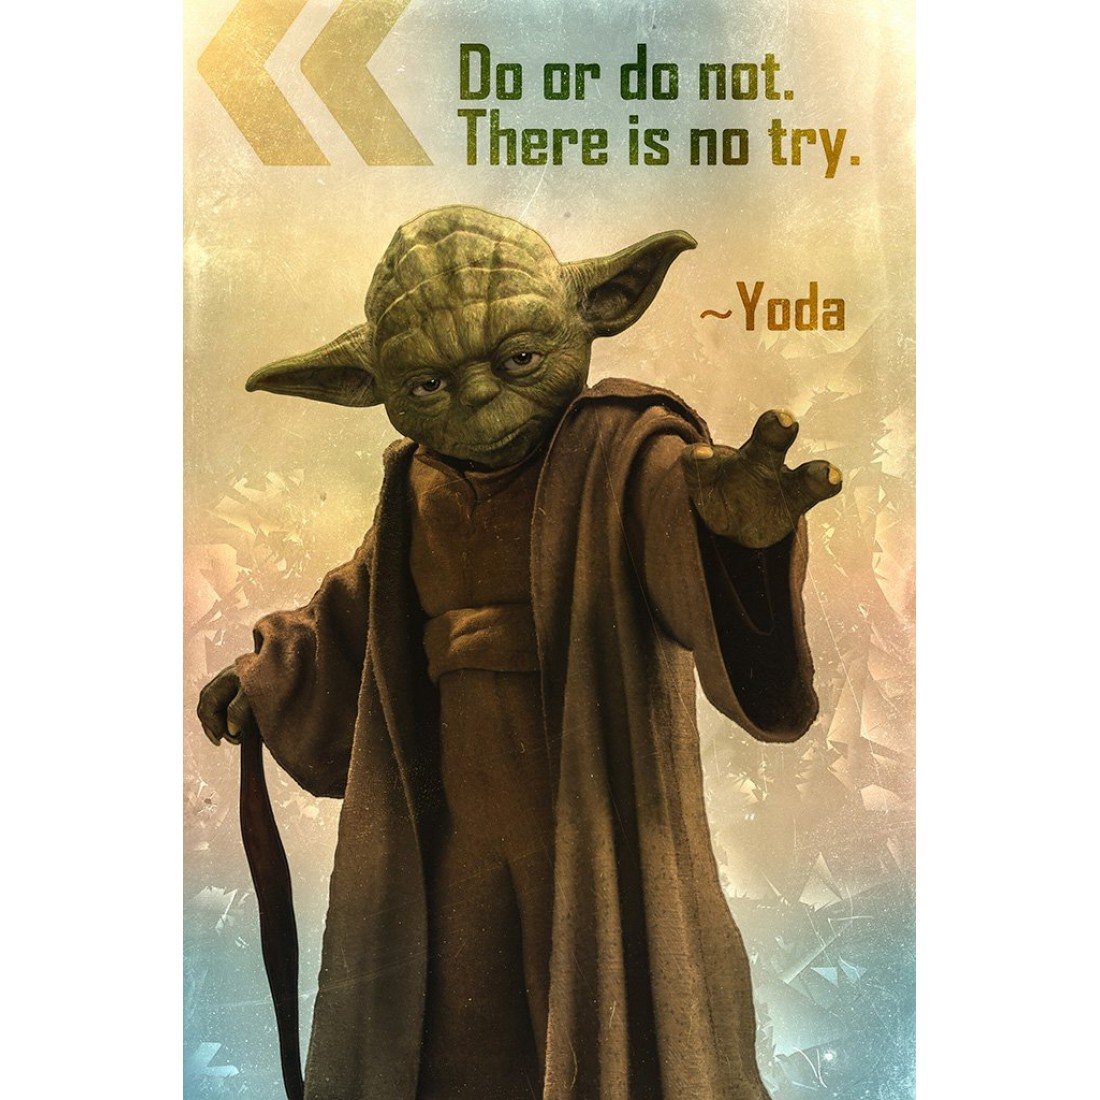 Do or do not.
There is no try.
~Yoda